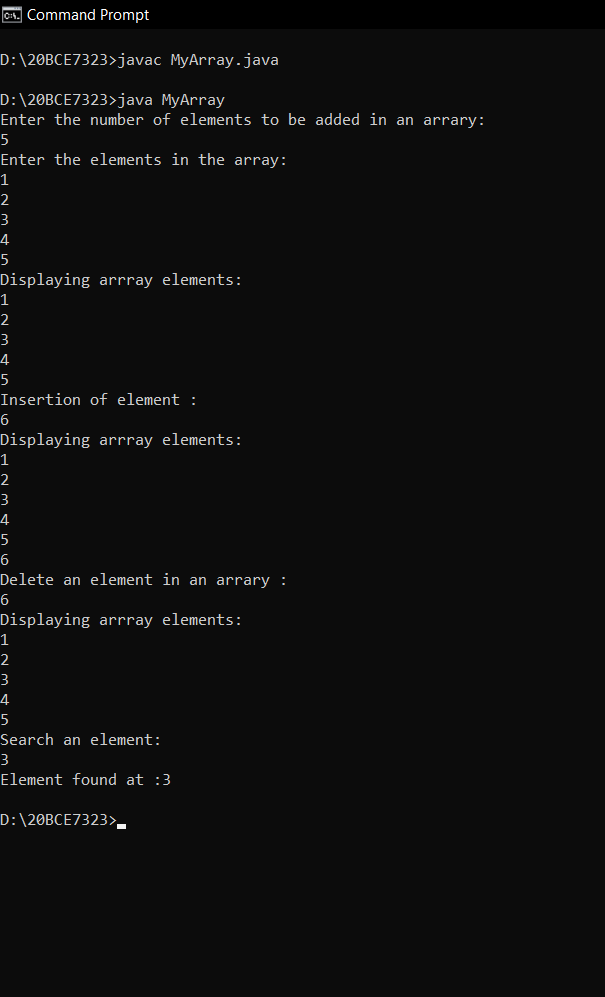 Command Prompt
D:\20BCE7323>javac MyArray.java
D:\20BCE7323>java MyArray
Enter the number of elements to be added in an arrary:
5
Enter the elements in the array:
1
2
3
4
5
Displaying arrray elements:
1
2
3
4
5
Insertion of element :
6
Displaying arrray elements:
1
2
3
4
5
6
Delete an element in an arrary :
6
Displaying arrray elements:
1
2
3
4
5
Search an element:
3
Element found at :3
D:\20BCE7323>